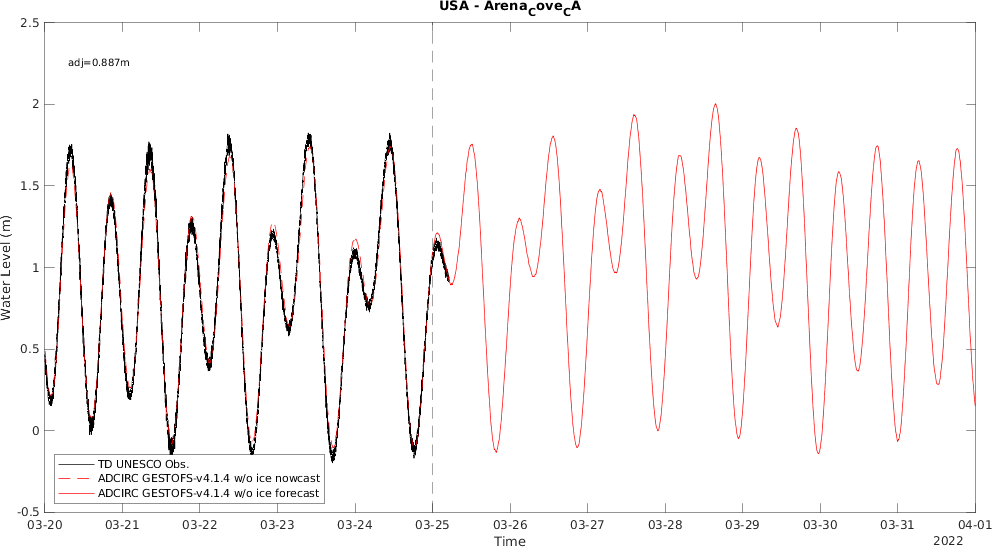 USA - ArenaCoveCA
adj=0.887m
2.5
2
1.5
1
0.5
0
-0.5
Water Level (m)
TD UNESCO Obs.
ADCIRC GESTOFS-v4.1.4 w/o ice nowcast
ADCIRC GESTOFS-v4.1.4 w/o ice forecast
03-20 03-21 03-22 03-23 03-24 03-25 03-26 03-27 03-28 03-29 03-30 03-31 04-01
Time
2022